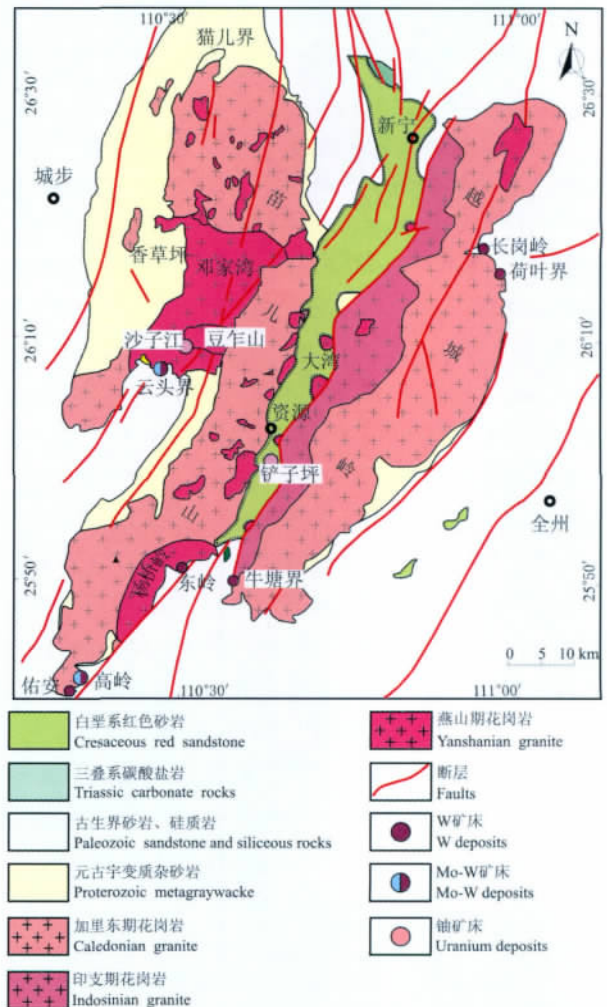 110°30′
111°00′
猫儿界
N
26°30′
26°30′
新宁
城步
苗
越
香草坪
邓家湾
长岗岭
荷叶界
儿
城
沙子江
豆乍山
26°10′
26°10′
大湾
云头界
资源
铲子坪
岭
山
全州
25°50′
25°50′
东岭
牛塘界
0 5 10 km
佑安
高岭
110°30′
111°00′
白垩系红色砂岩
Cresaceous red sandstone
三叠系碳酸盐岩
Triassic carbonate rocks
古生界砂岩、硅质岩
Paleozoic sandstone and siliceous rocks
元古宇变质杂砂岩
Proterozoic metagraywacke
加里东期花岗岩
Caledonian granite
印支期花岗岩
Indosinian granite
燕山期花岗岩
Yanshanian granite
断层
Faults
W矿床
W deposits
Mo-W矿床
Mo-W deposits
铀矿床
Uranium deposits